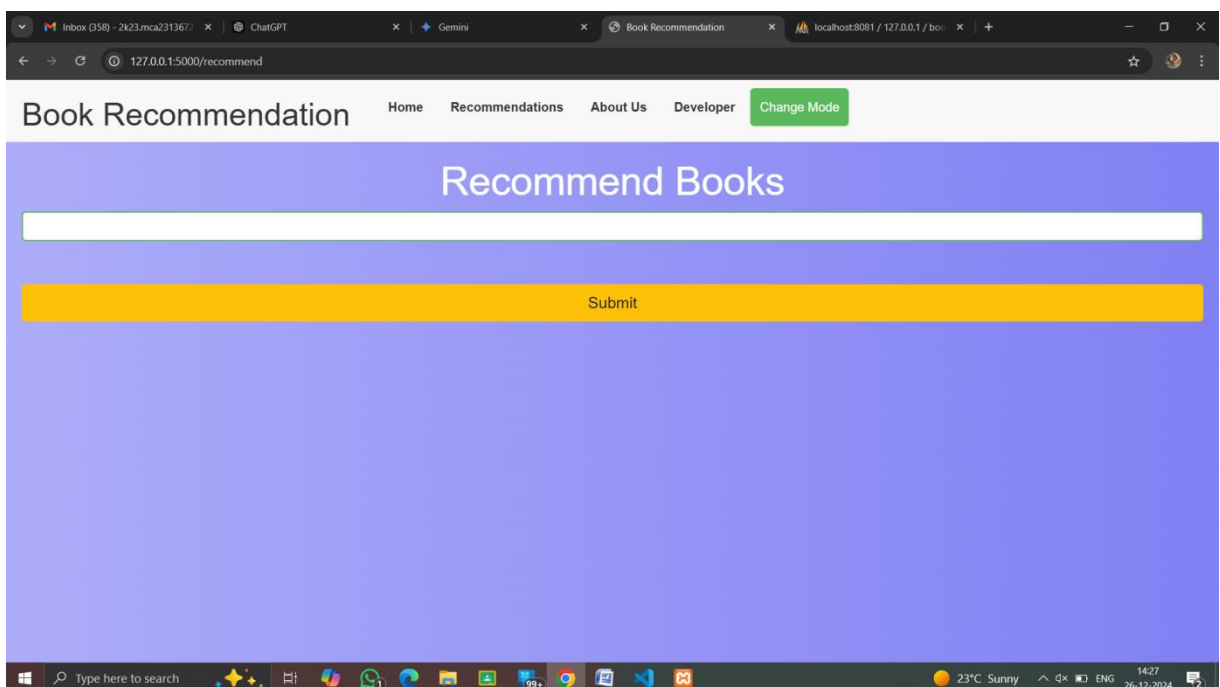 Inbox (358) - 2k23.mca231367
ChatGPT
Gemini
Book Recommendation
localhost:8081 / 127.0.0.1 / boo
127.0.0.1:5000/recommend
Book Recommendation
Home Recommendations About Us Developer Change Mode
Recommend Books
Submit
Type here to search
99+
1
23°C Sunny
ENG
14:27
26-12-2024
2